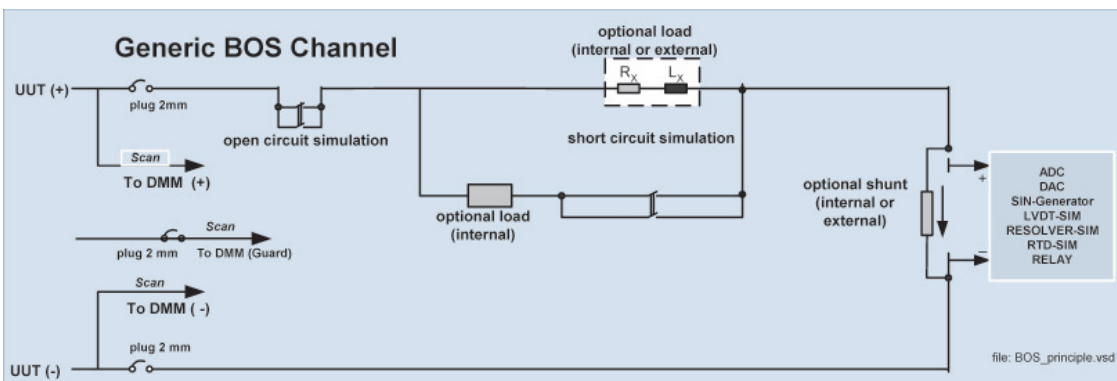 Generic BOS Channel
optional load
(internal or external)
R X
L X
UUT (+)
plug 2mm
open circuit simulation
short circuit simulation
Scan
To DMM (+)
optional load
(internal)
optional shunt
(internal or
external)
+
–
ADC
DAC
SIN-Generator
LVDT-SIM
RESOLVER-SIM
RTD-SIM
RELAY
Scan
plug 2 mm
To DMM (Guard)
Scan
To DMM ( -)
plug 2 mm
UUT (-)
file: BOS_principle.vsd